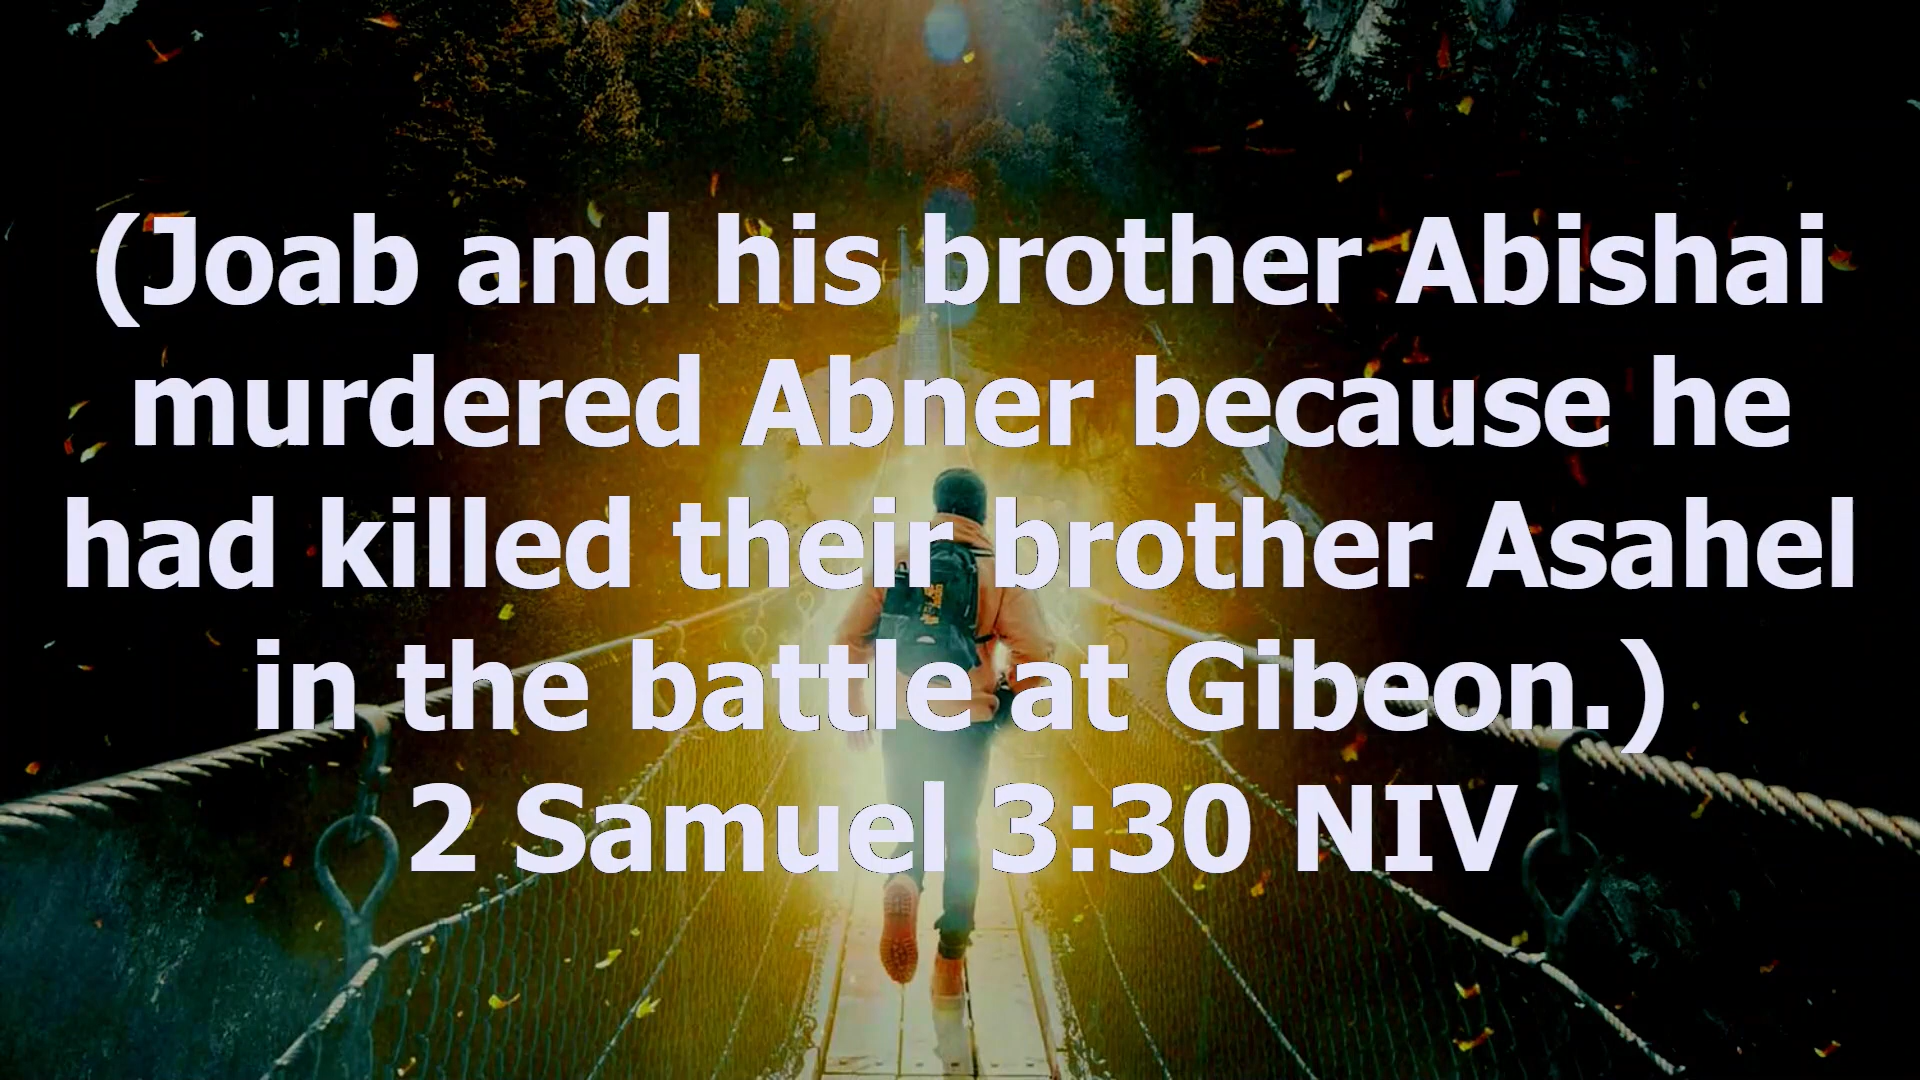 (Joab and his brother Abishai
murdered Abner because he
had killed their brother Asahel
in the battle at Gibeon.)
2 Samuel 3:30 NIV